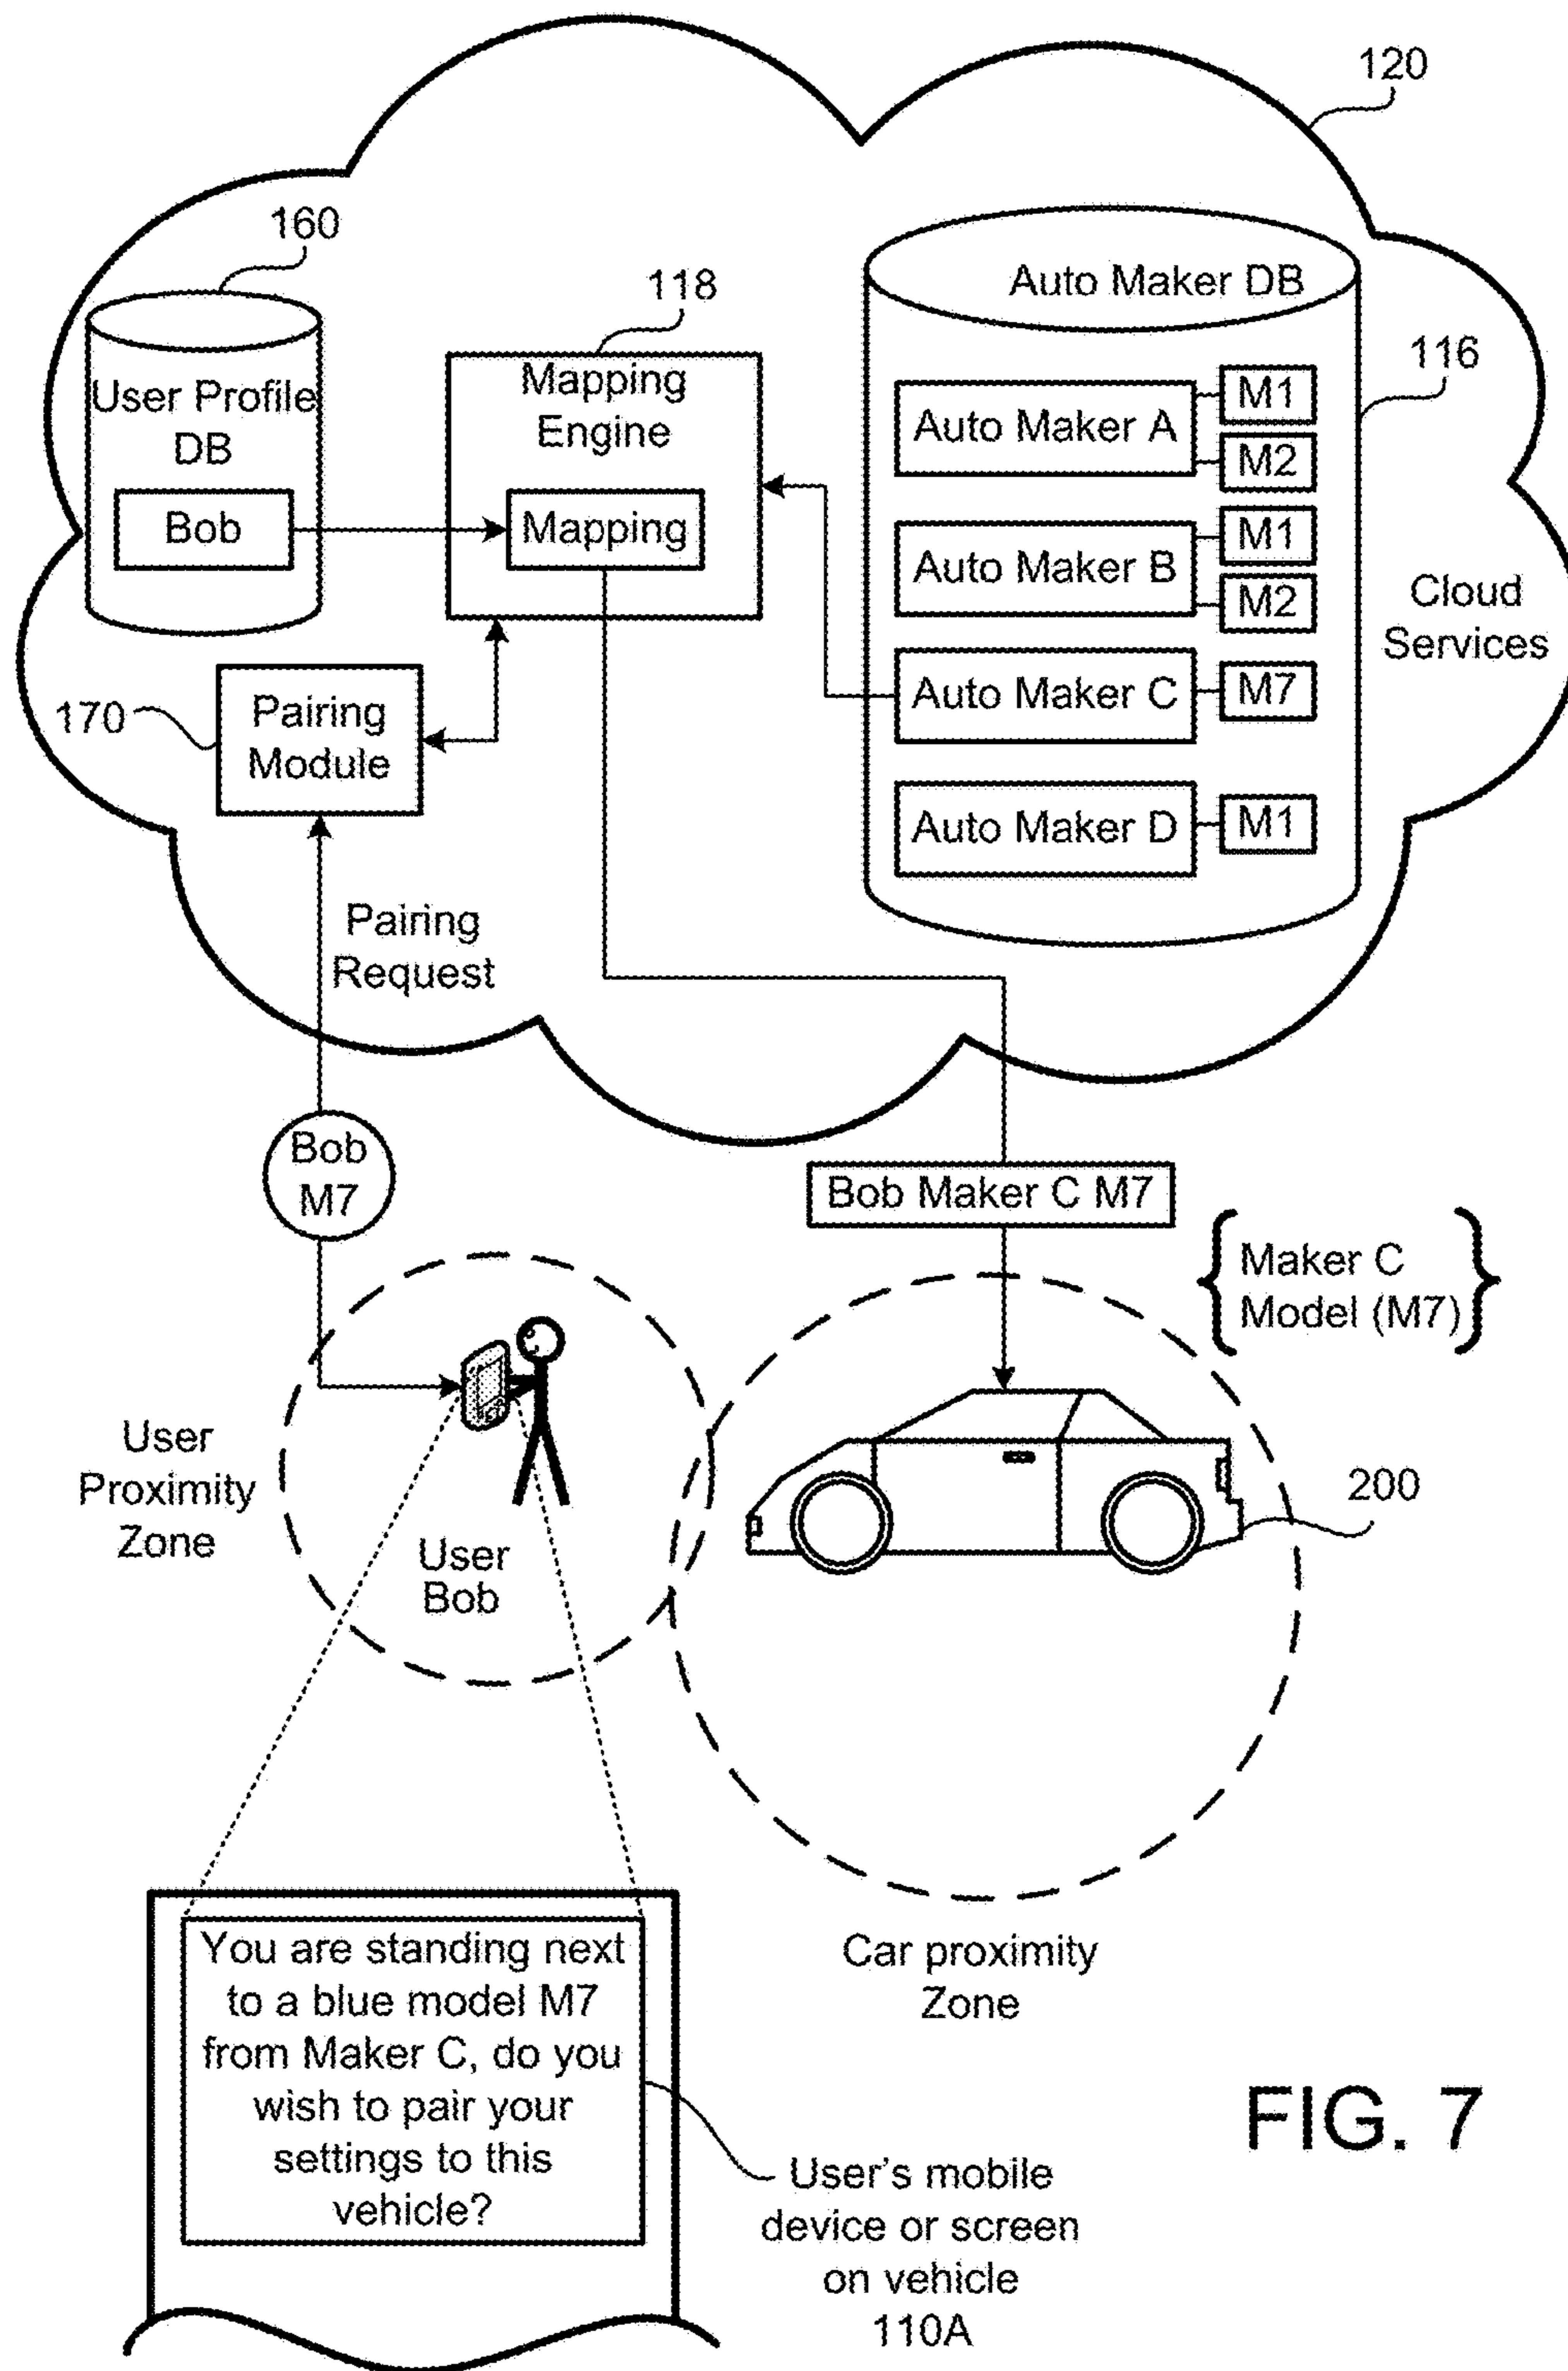 120
160
118
Auto Maker DB
116
User Profile
DB
Bob
Mapping
Engine
Mapping
Auto Maker A
M1
M2
Auto Maker B
M1
M2
Auto Maker C
M7
Auto Maker D
M1
Cloud
Services
170
Pairing
Module
Pairing
Request
Bob
M7
Bob Maker C M7
Maker C
Model (M7)
User
Proximity
Zone
User
Bob
200
Car proximity
Zone
You are standing next
to a blue model M7
from Maker C, do you
wish to pair your
settings to this
vehicle?
User's mobile
device or screen
on vehicle
110A
FIG. 7